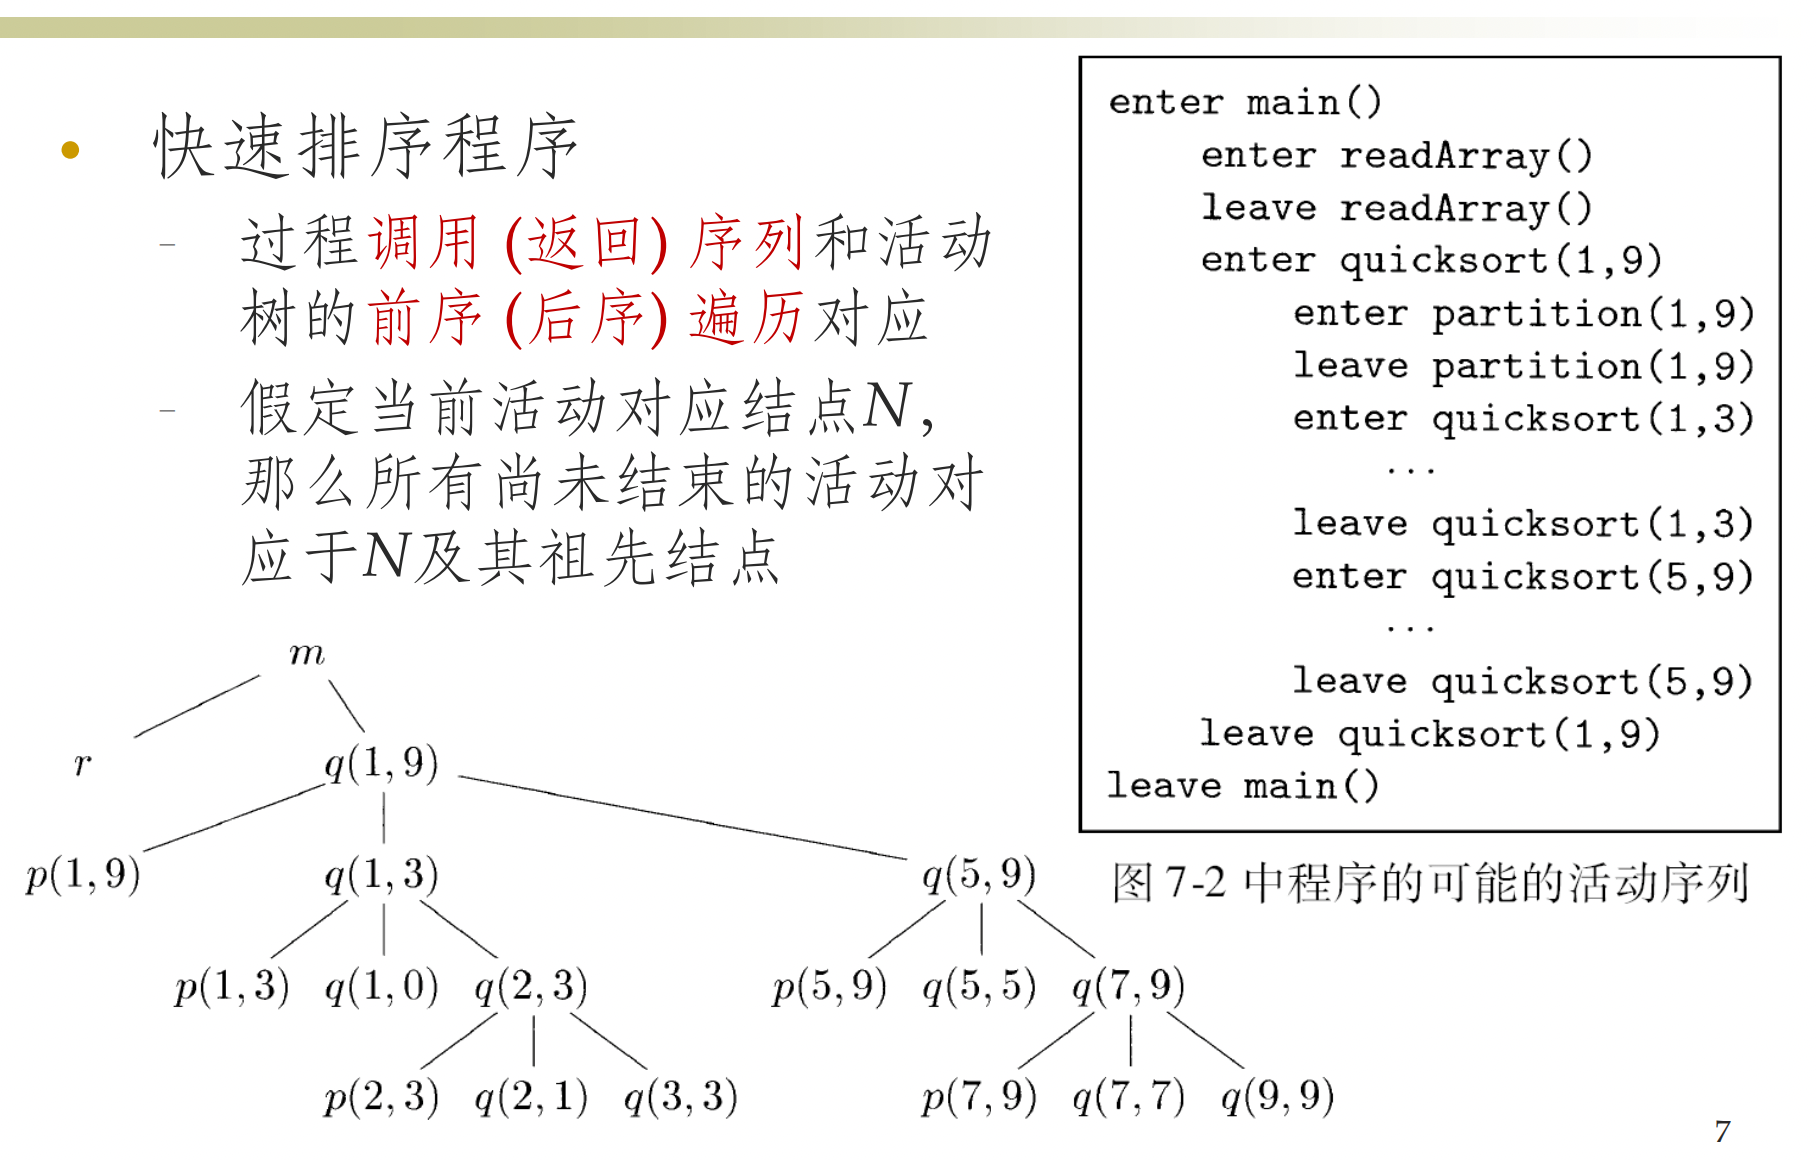 • 快速排序程序
– 过程调用 (返回) 序列和活动
树的前序 (后序) 遍历对应
– 假定当前活动对应结点N，
那么所有尚未结束的活动对
应于N及其祖先结点
enter main()
enter readArray()
leave readArray()
enter quicksort(1,9)
enter partition(1,9)
leave partition(1,9)
enter quicksort(1,3)
···
leave quicksort(1,3)
enter quicksort(5,9)
···
leave quicksort(5,9)
leave quicksort(1,9)
leave main()
图 7-2 中程序的可能的活动序列
m
r q(1,9)
p(1,9) q(1,3) q(5,9)
p(1,3) q(1,0) q(2,3) p(5,9) q(5,5) q(7,9)
p(2,3) q(2,1) q(3,3) p(7,9) q(7,7) q(9,9)
7